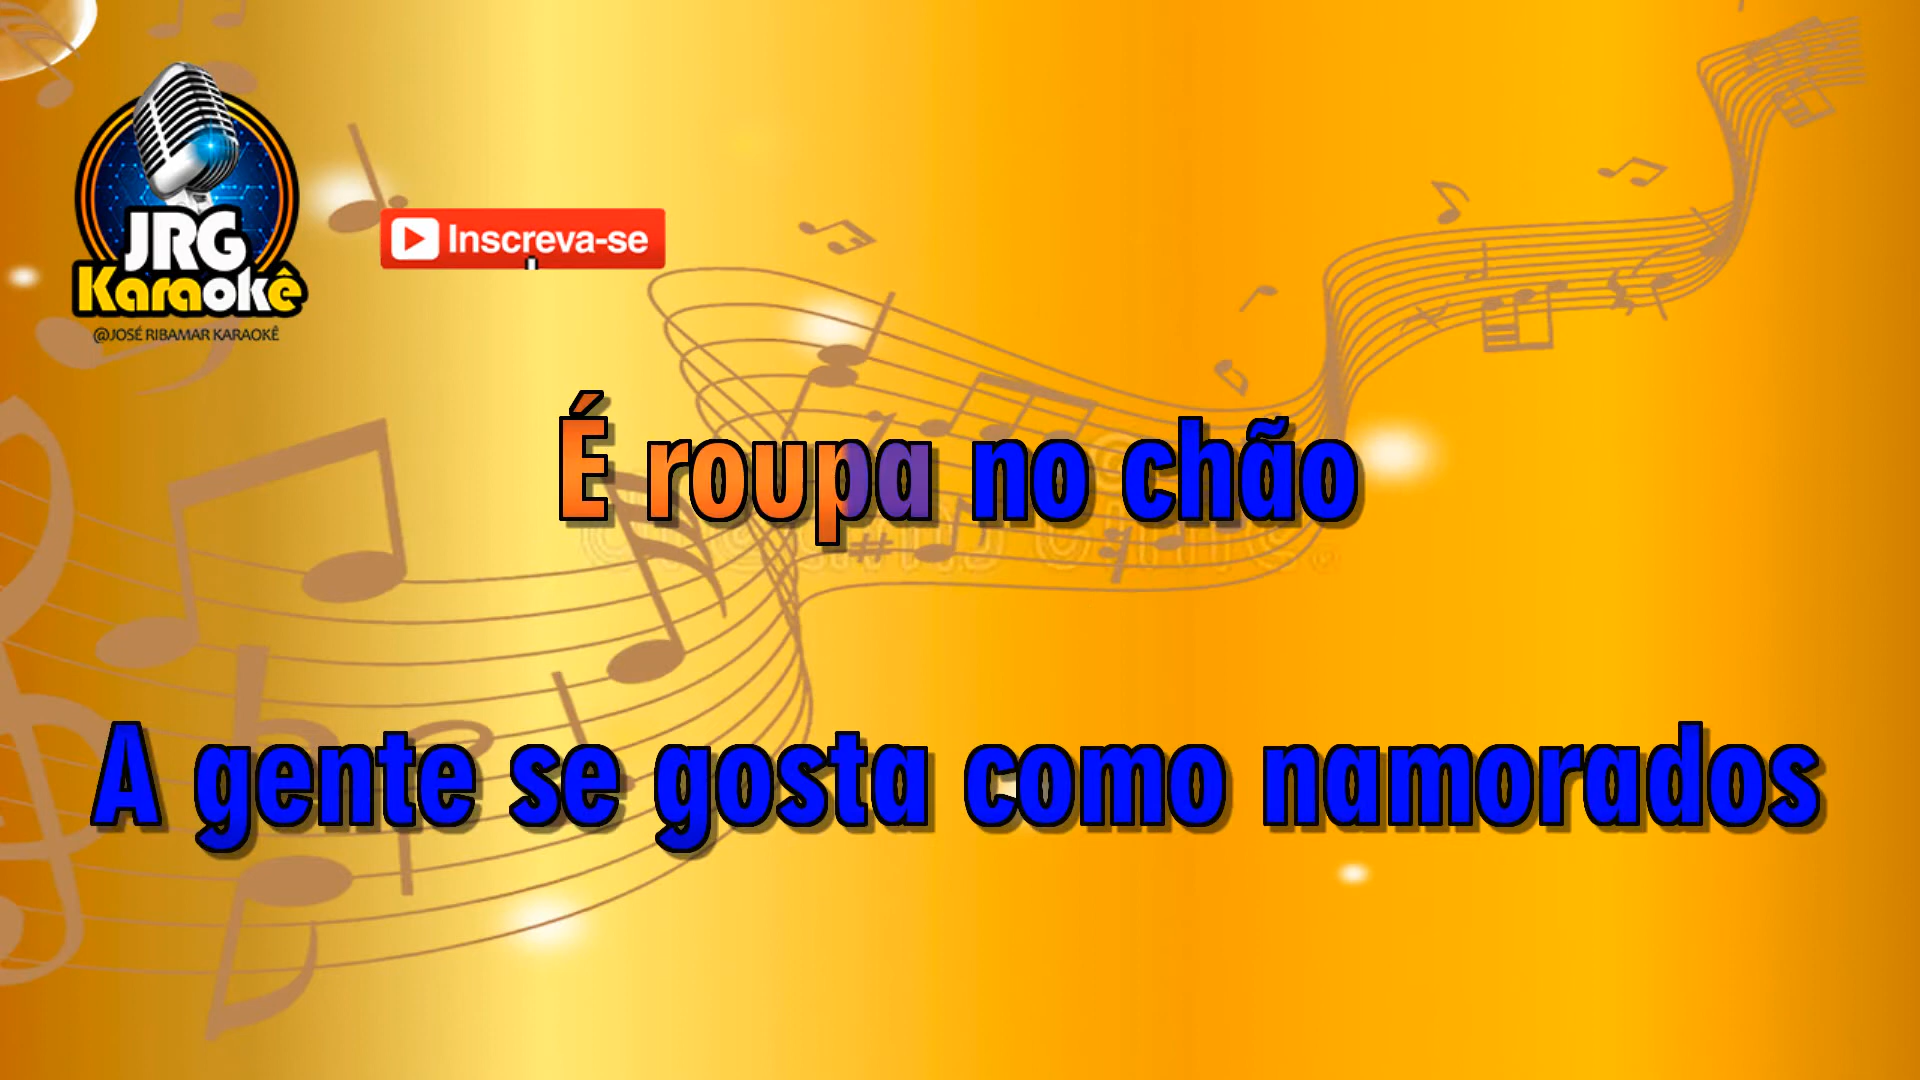 JRG
Karaokê
@JOSÉ RIBAMAR KARAOKÊ
Inscreva-se
É roupa no chão
A gente se gosta como namorados